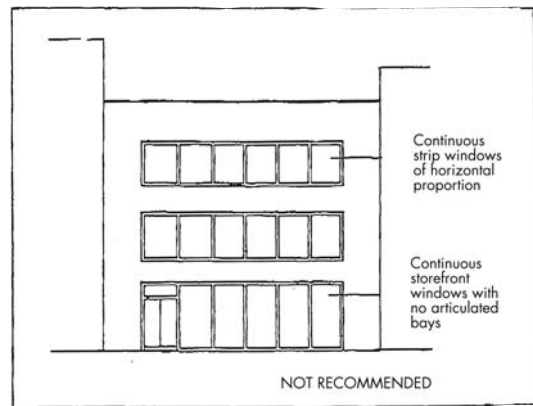 Continuous
strip windows
of horizontal
proportion
Continuous
storefront
windows with
no articulated
bays
NOT RECOMMENDED